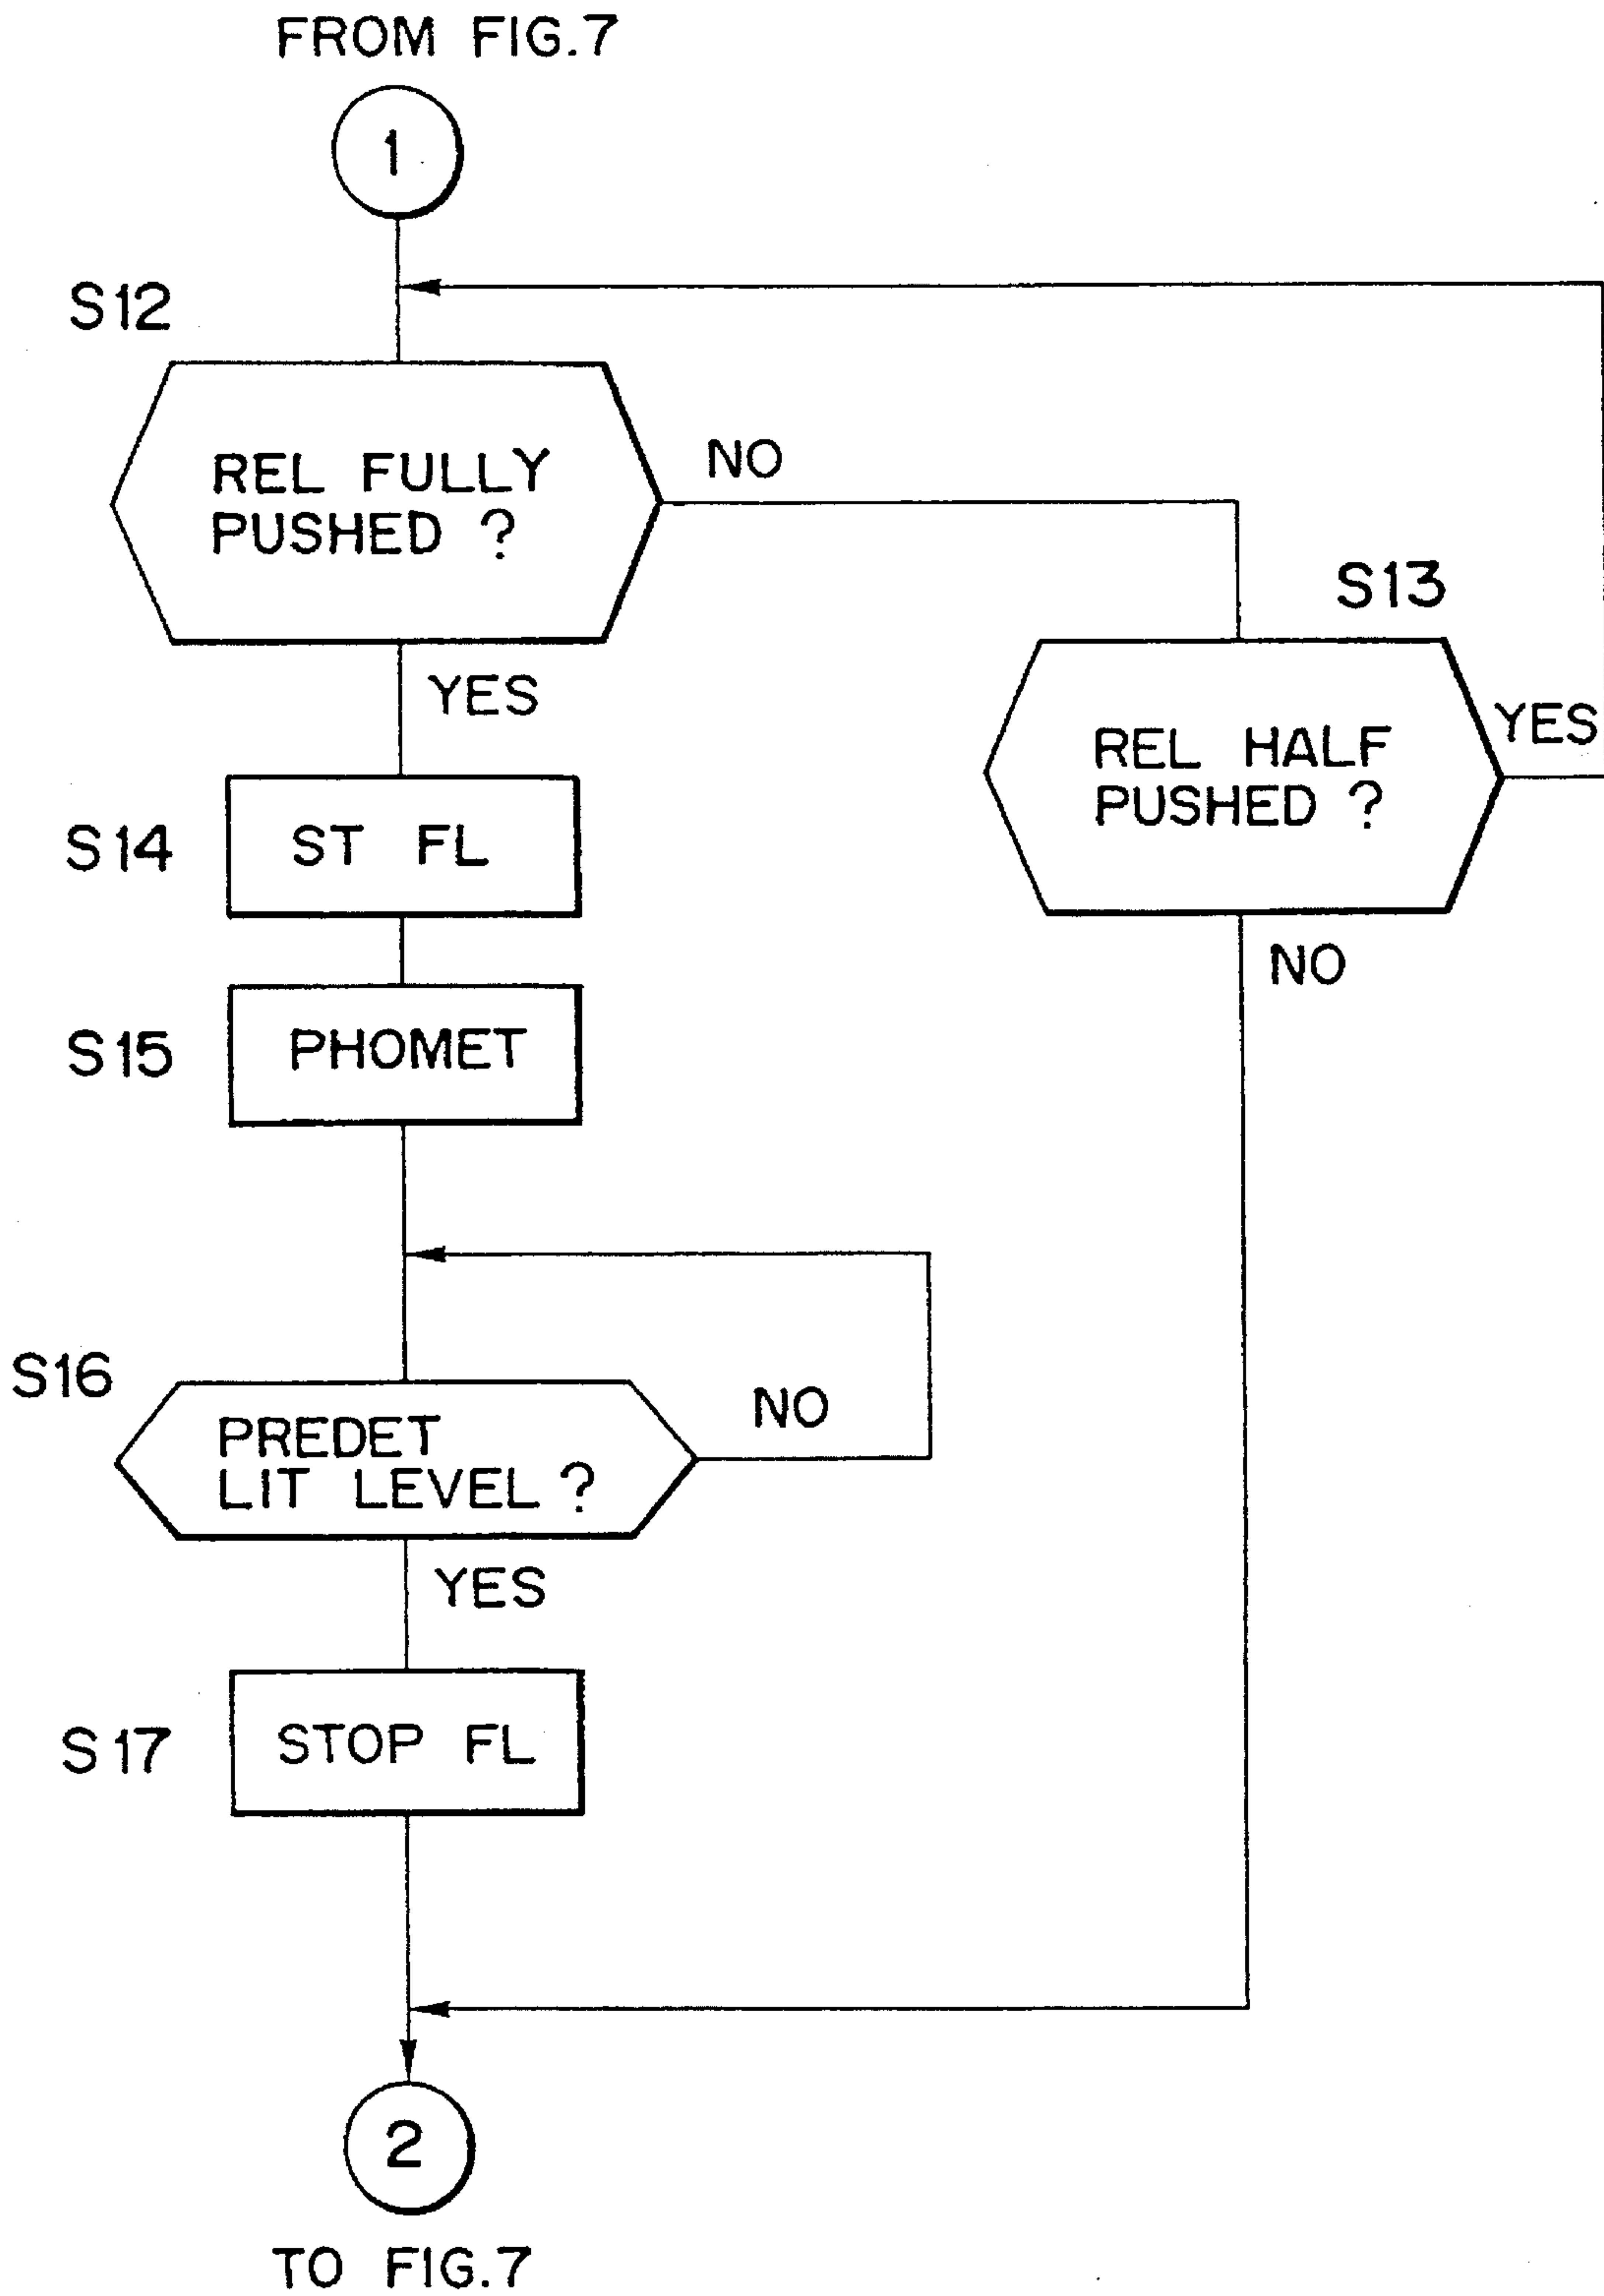 FROM FIG.7
1
S12
REL FULLY
PUSHED ?
NO
S13
REL HALF
PUSHED ?
YES
NO
YES
S14
ST FL
S15
PHOMET
S16
PREDET
LIT LEVEL ?
NO
YES
S17
STOP FL
2
TO FIG.7